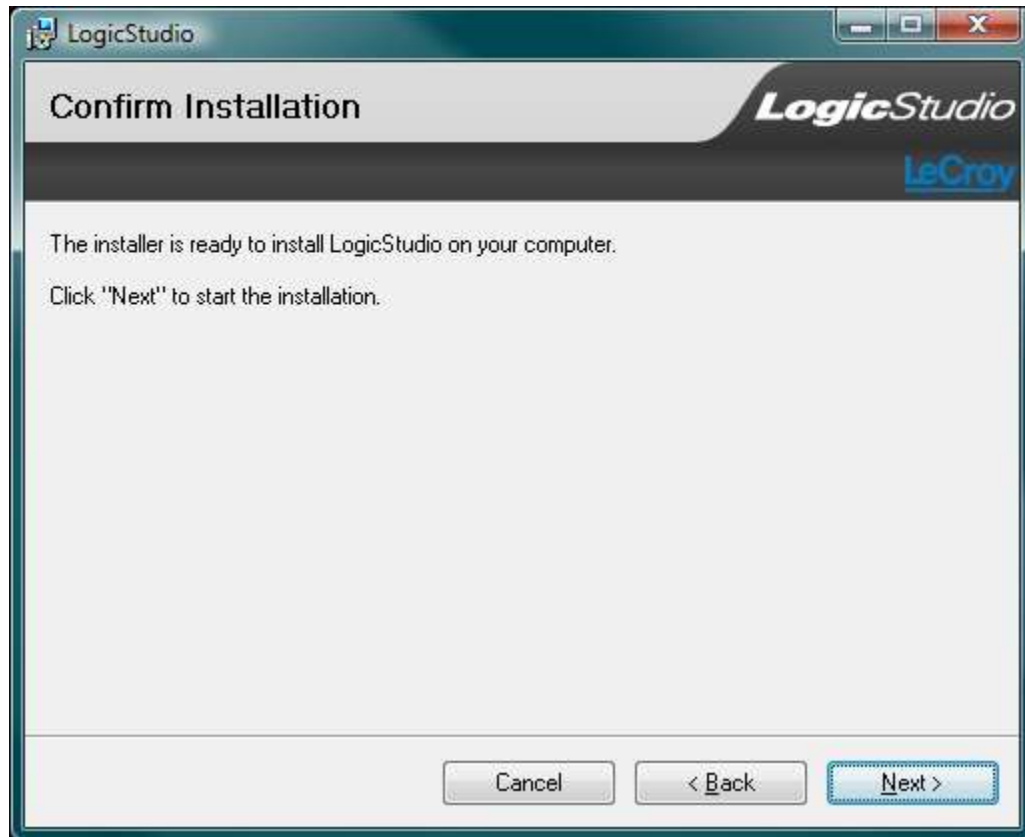 LogicStudio
Confirm Installation
LogicStudio
LeCroy
The installer is ready to install LogicStudio on your computer.
Click "Next" to start the installation.
Cancel
< Back
Next >